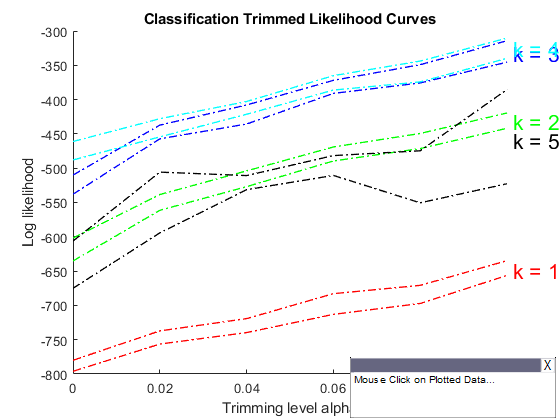 Classification Trimmed Likelihood Curves
-300
-350
-400
-450
-500
-550
-600
-650
-700
-750
-800
Log likelihood
k = 4
k = 3
k = 2
k = 5
k = 1
0
0.02
0.04
0.06
Trimming level alpha
X
Mouse Click on Plotted Data...